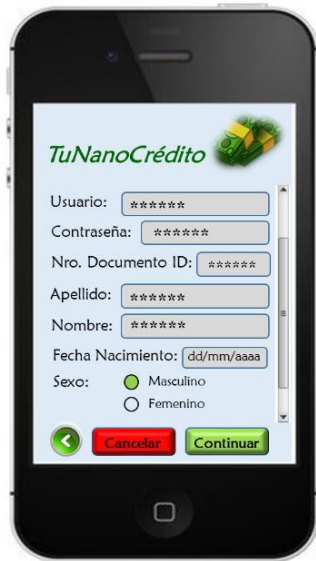 TuNanoCrédito
Usuario: ******
Contraseña: ******
Nro. Documento ID: ******
Apellido: ******
Nombre: ******
Fecha Nacimiento: dd/mm/aaaa
Sexo: Masculino
Femenino
Cancelar Continuar